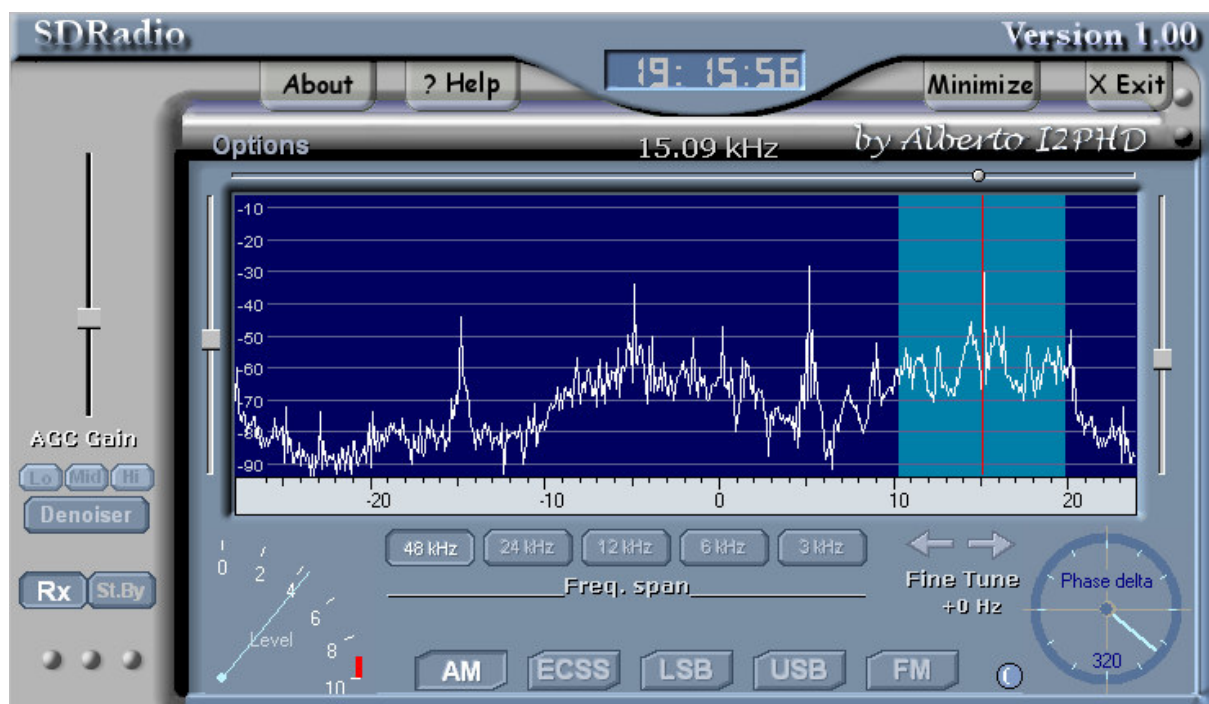 SDRadio Version 1.00
19:15:56
About ? Help Minimize X Exit
Options 15.09 kHz by Alberto I2PHD
-10
-20
-30
-40
-50
-60
-70
-80
-90
-20 -10 0 10 20
AGC Gain
Lo Mid Hi
Denoiser
Rx St.By
48 kHz 24 kHz 12 kHz 6 kHz 3 kHz
Freq. span
Fine Tune
+0 Hz
Phase delta
320
0 2 4 6 8 10
Level
AM ECSS LSB USB FM
C